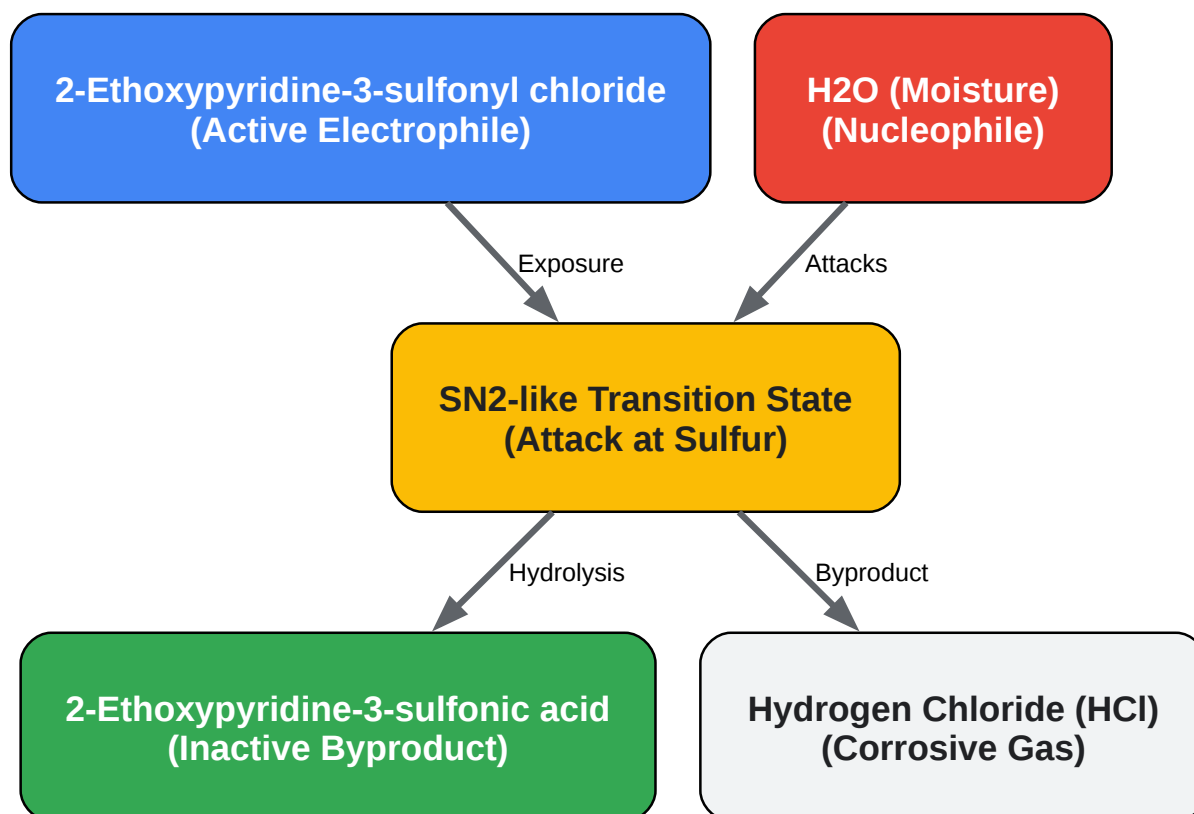 2-Ethoxypyridine-3-sulfonyl chloride
(Active Electrophile)
H2O (Moisture)
(Nucleophile)
Exposure
Attacks
SN2-like Transition State
(Attack at Sulfur)
Hydrolysis
Byproduct
2-Ethoxypyridine-3-sulfonic acid
(Inactive Byproduct)
Hydrogen Chloride (HCl)
(Corrosive Gas)